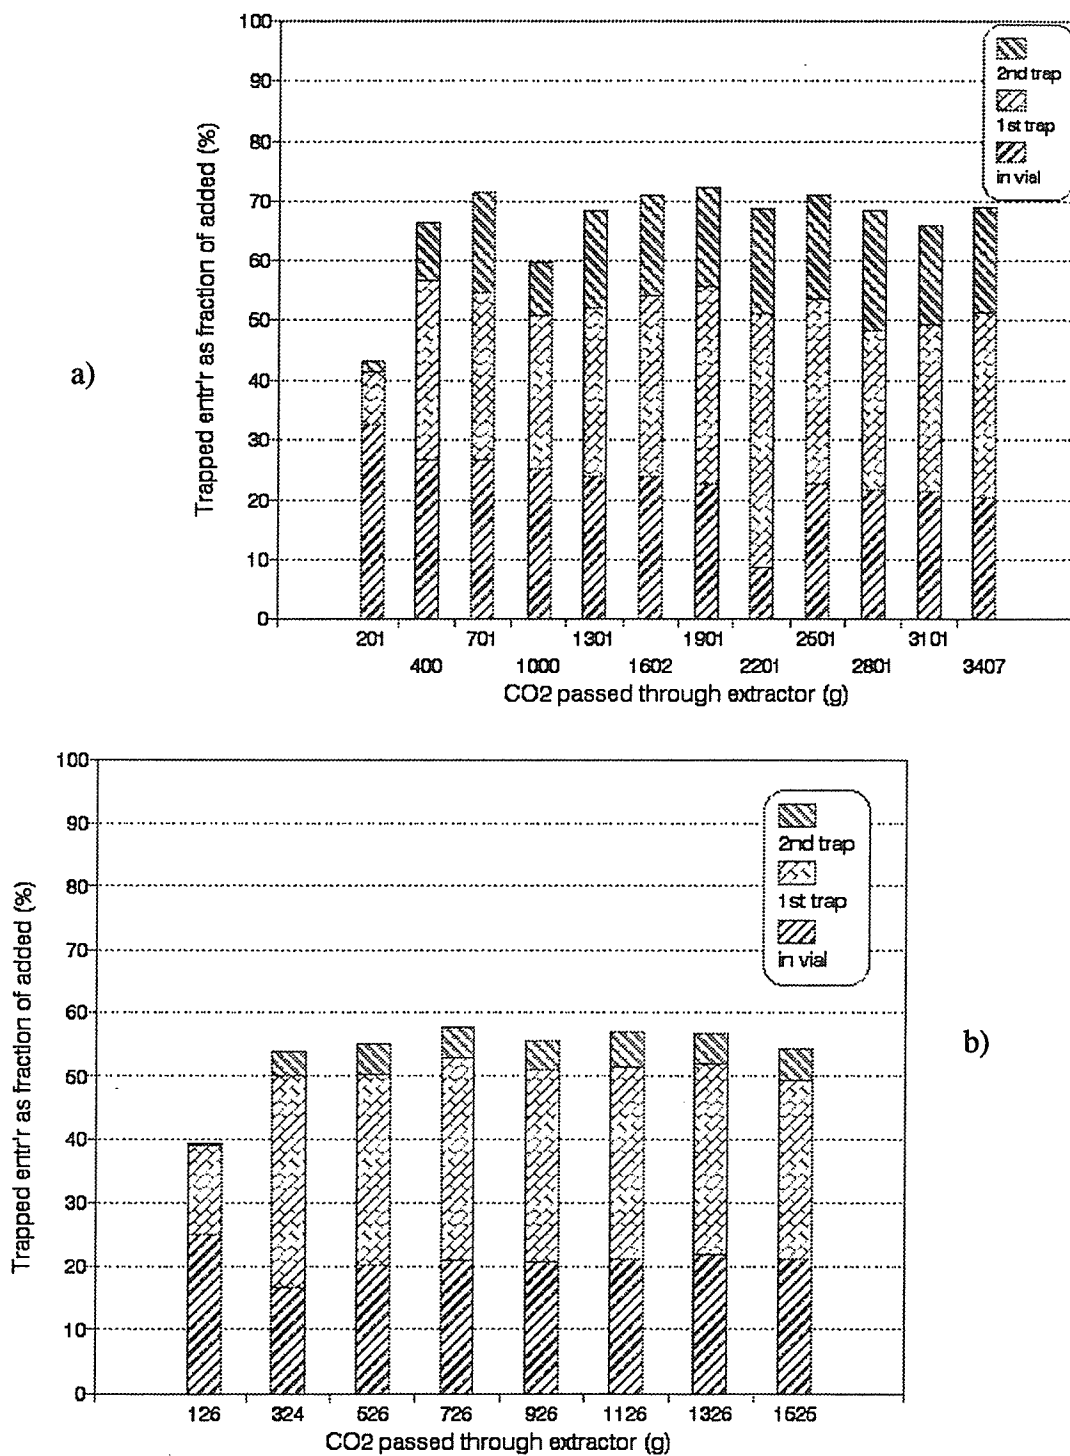 100
90
80
70
60
50
40
30
20
10
0
Trapped entr'r as fraction of added (%)
2nd trap
1st trap
in vial
a)
201 701 1301 1901 2501 3101
400 1000 1602 2201 2801 3407
CO2 passed through extractor (g)
100
90
80
70
60
50
40
30
20
10
0
Trapped entr'r as fraction of added (%)
2nd trap
1st trap
in vial
b)
126 324 526 726 926 1126 1326 1525
CO2 passed through extractor (g)